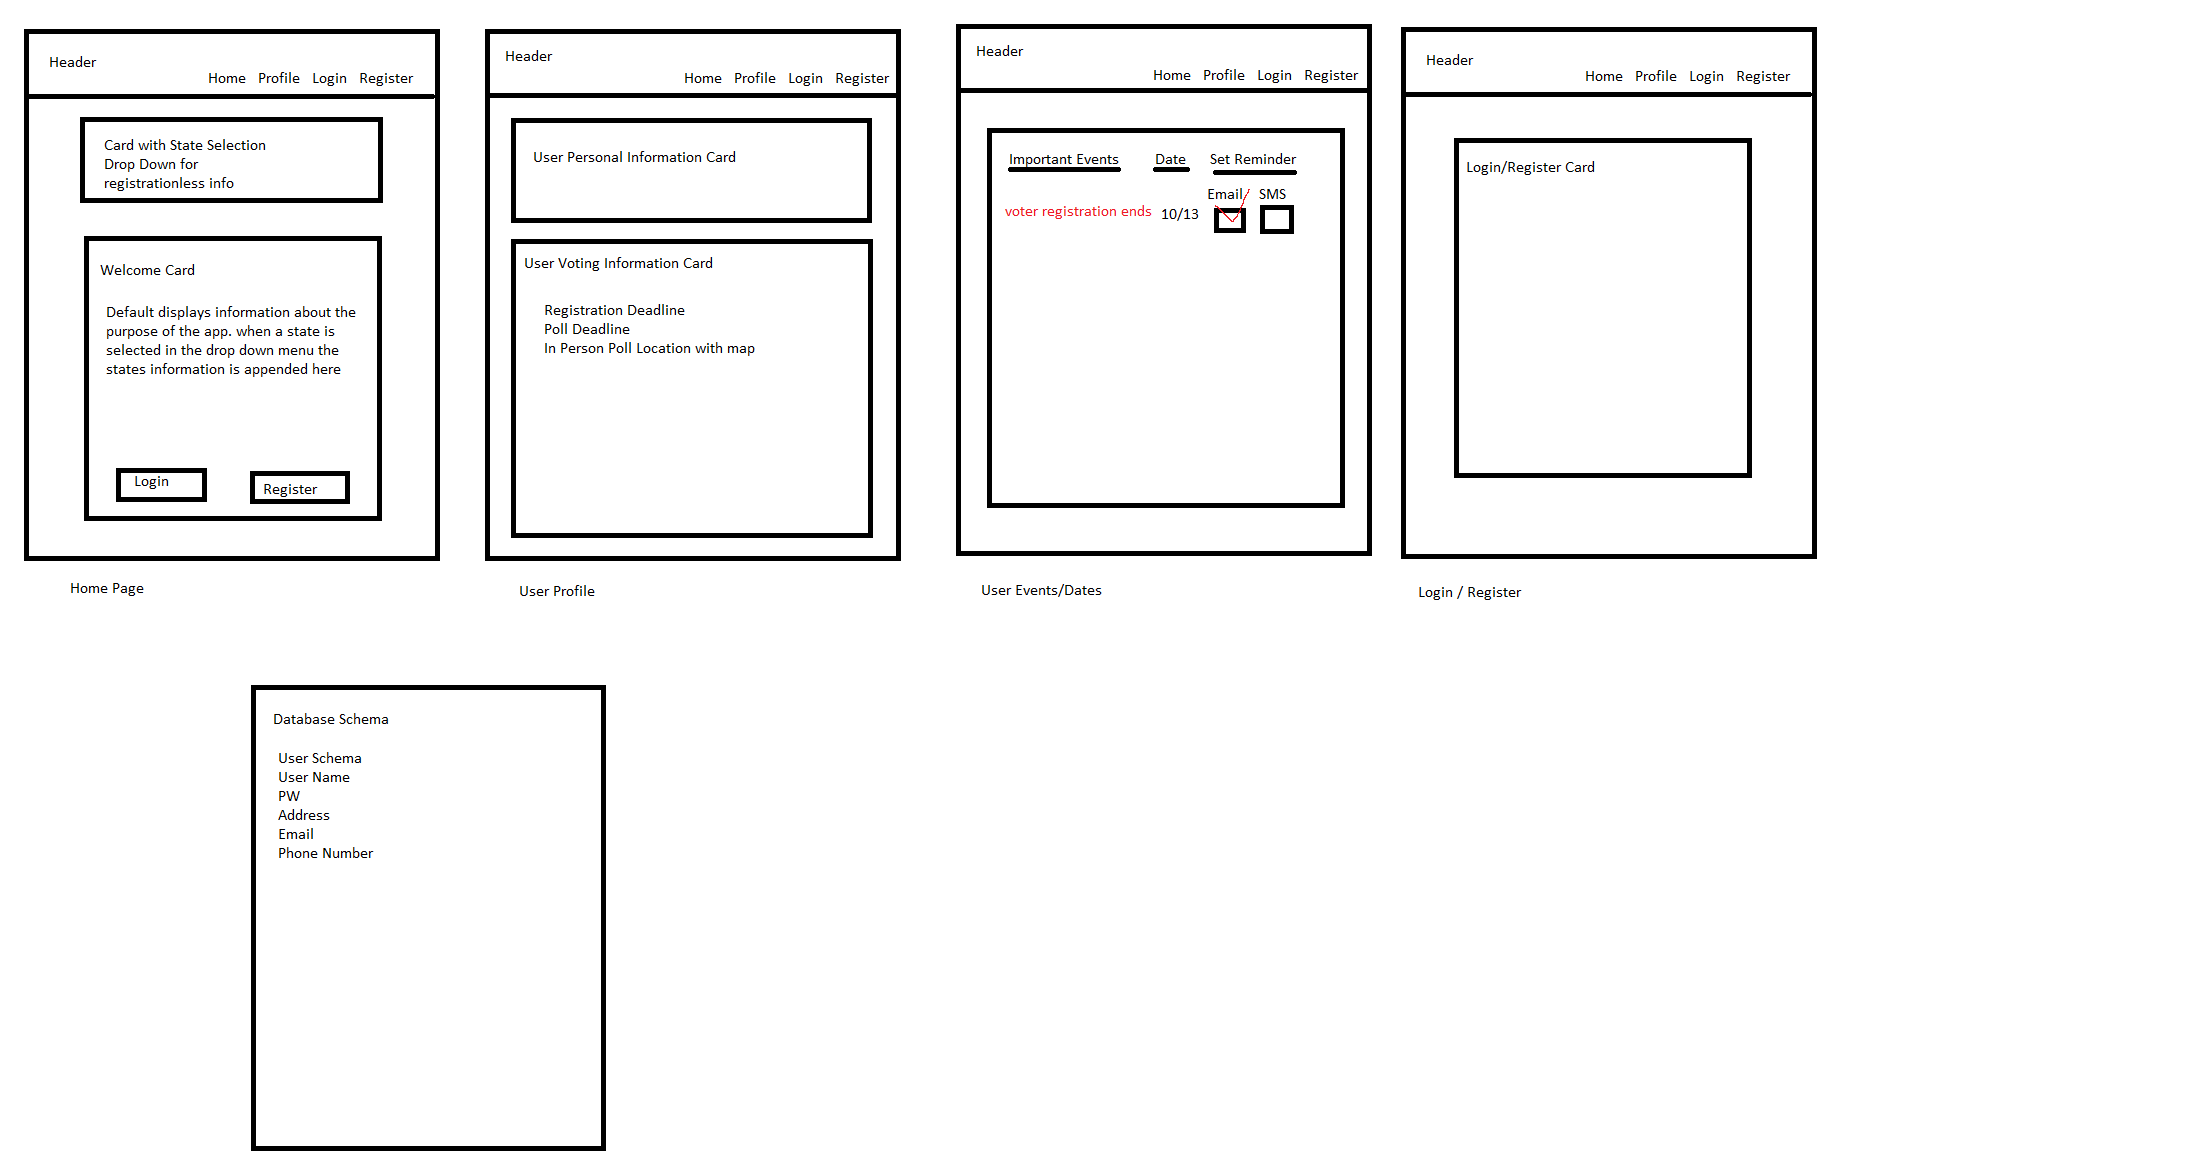 Header
Home Profile Login Register
Card with State Selection
Drop Down for
registrationless info
Welcome Card
Default displays information about the
purpose of the app. when a state is
selected in the drop down menu the
states information is appended here
Login
Register
Home Page
Header
Home Profile Login Register
User Personal Information Card
User Voting Information Card
Registration Deadline
Poll Deadline
In Person Poll Location with map
User Profile
Header
Home Profile Login Register
Important Events Date Set Reminder
Email/ SMS
voter registration ends 10/13
User Events/Dates
Header
Home Profile Login Register
Login/Register Card
Login / Register
Database Schema
User Schema
User Name
PW
Address
Email
Phone Number